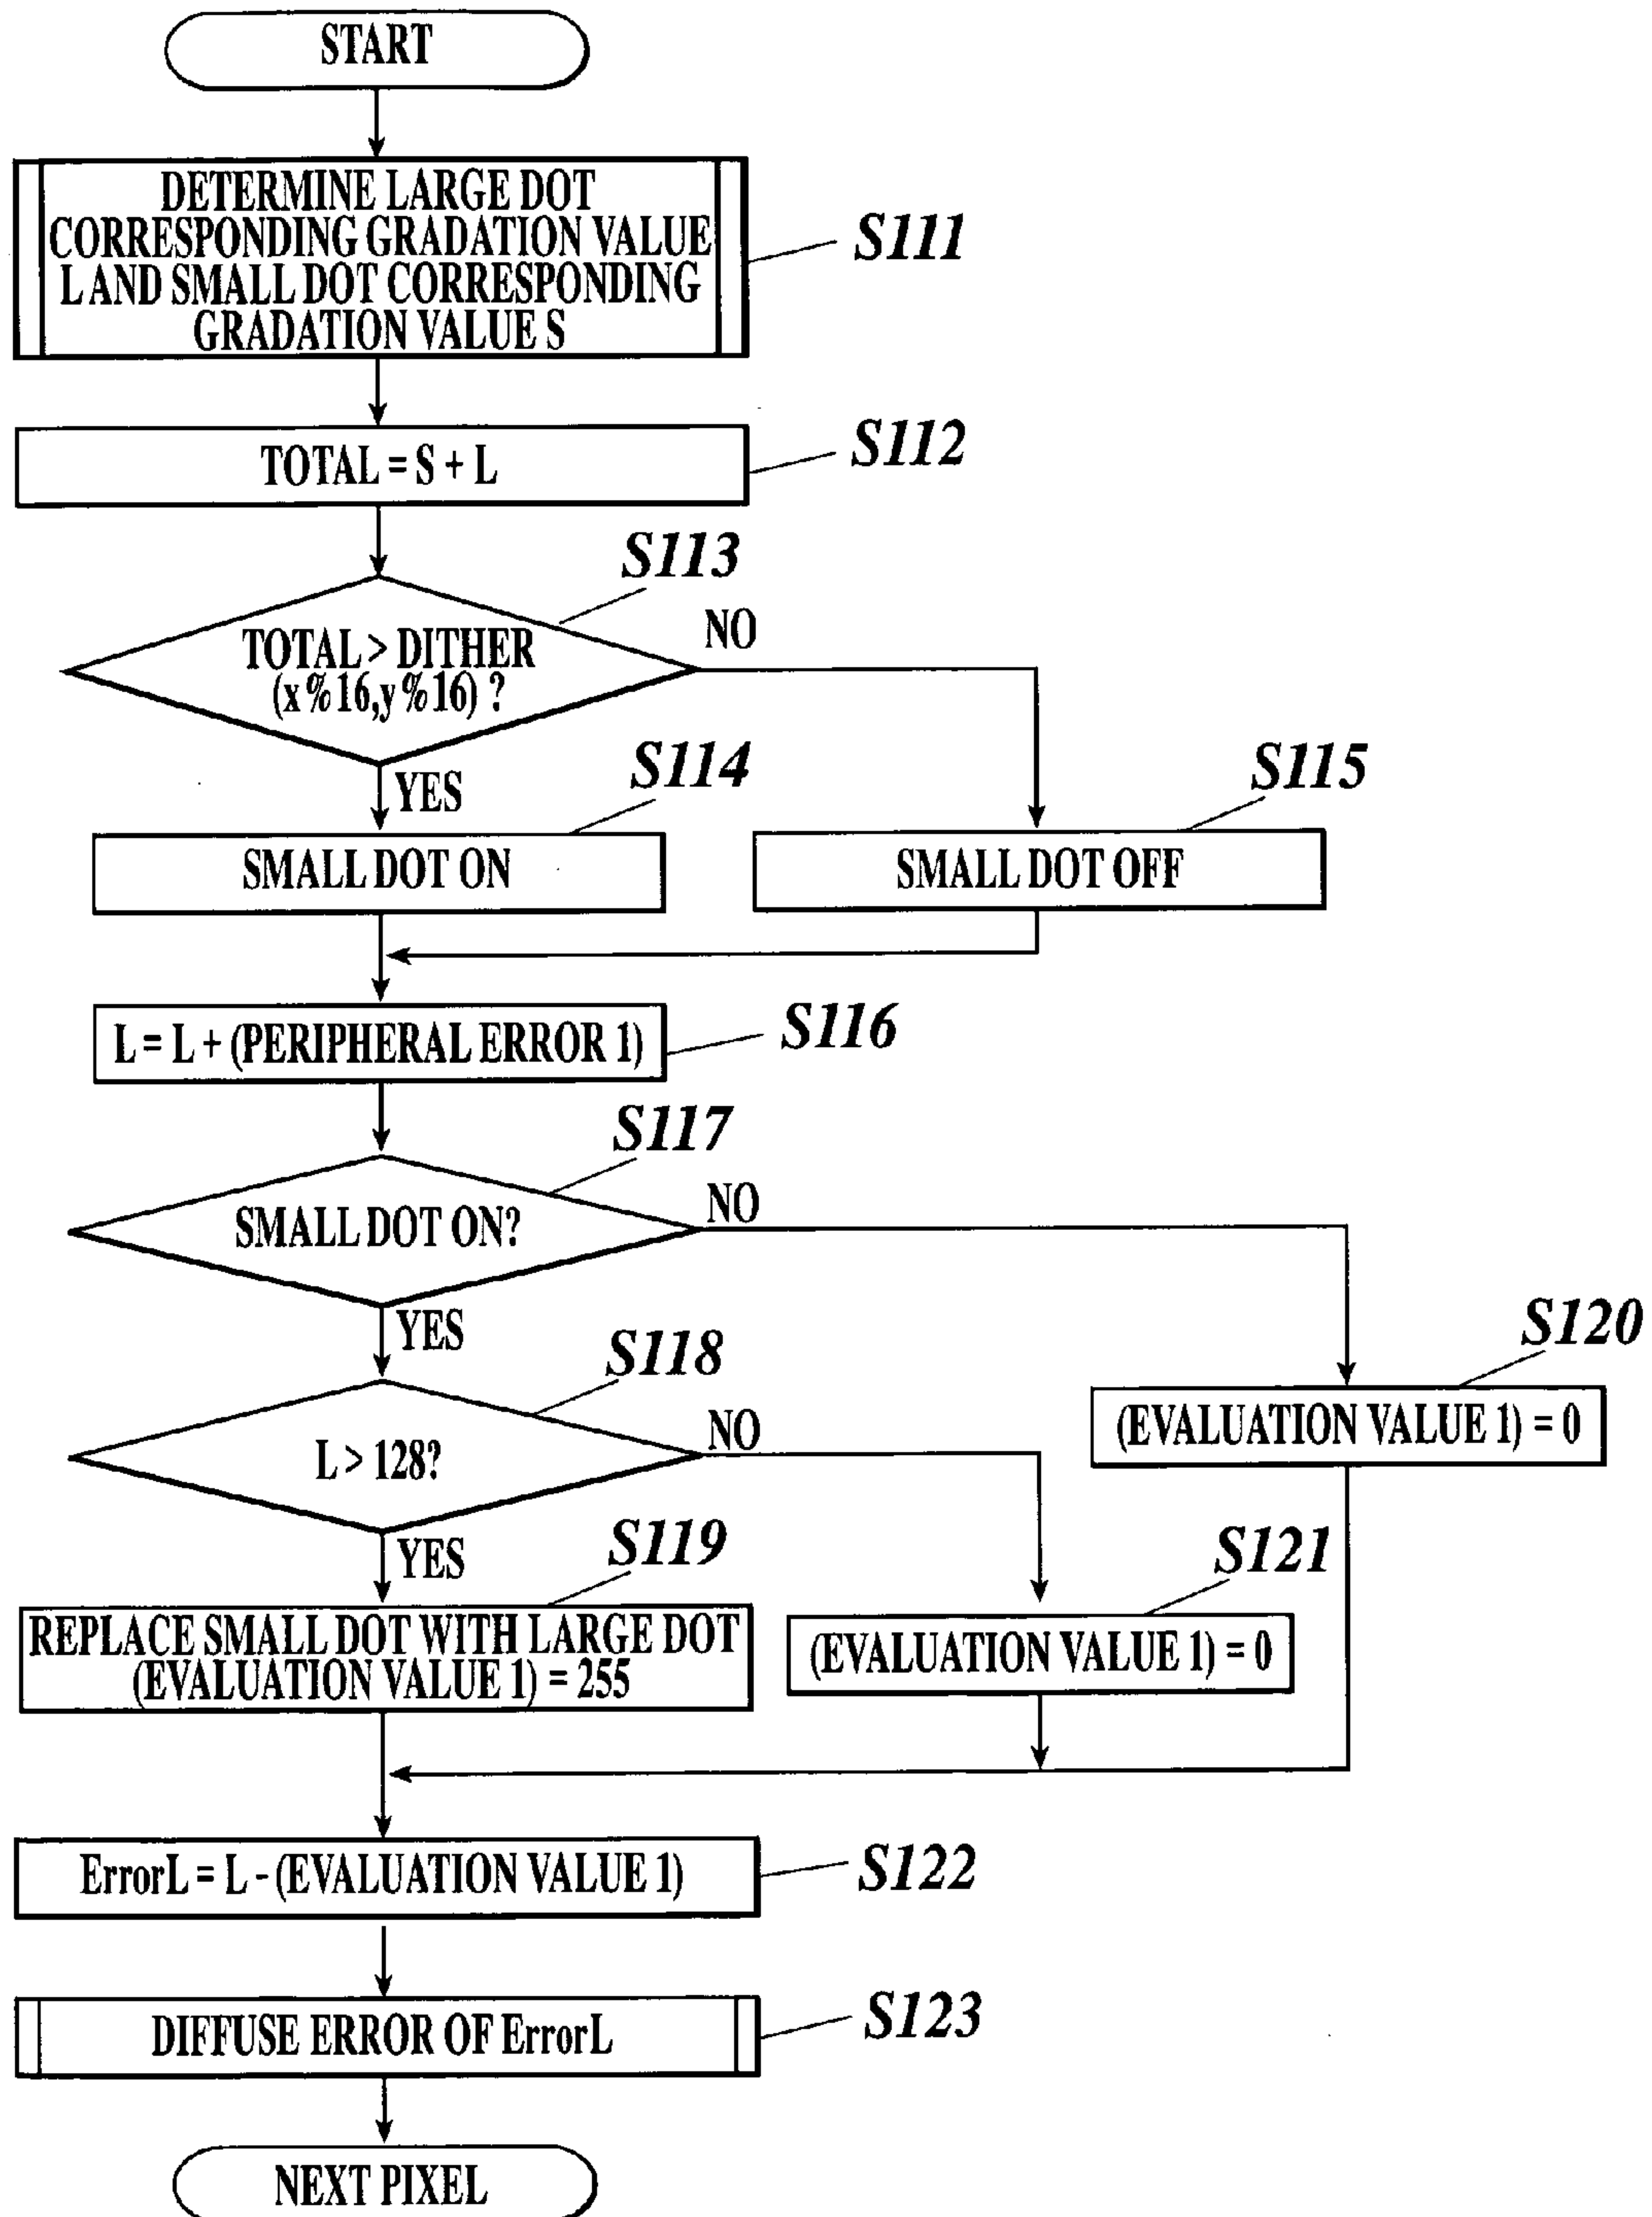 START
DETERMINE LARGE DOT
CORRESPONDING GRADATION VALUE
L AND SMALL DOT CORRESPONDING
GRADATION VALUE S
S111
TOTAL = S + L
S112
S113
TOTAL > DITHER
(x % 16,y % 16) ?
NO
YES
S114
S115
SMALL DOT ON
SMALL DOT OFF
L = L + (PERIPHERAL ERROR 1)
S116
S117
SMALL DOT ON?
NO
YES
S118
S120
L > 128?
NO
(EVALUATION VALUE 1) = 0
YES
S119
S121
REPLACE SMALL DOT WITH LARGE DOT
(EVALUATION VALUE 1) = 255
(EVALUATION VALUE 1) = 0
ErrorL = L - (EVALUATION VALUE 1)
S122
DIFFUSE ERROR OF ErrorL
S123
NEXT PIXEL